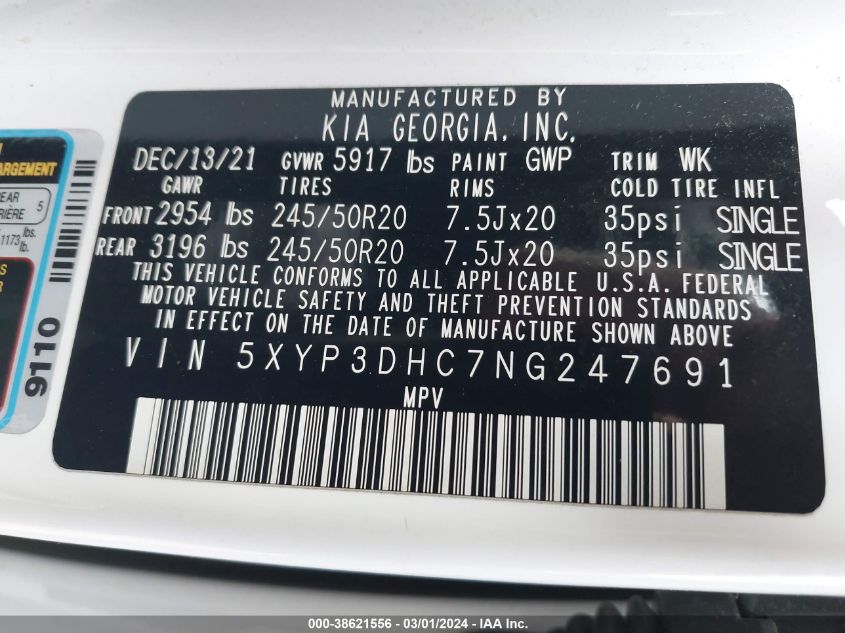 MANUFACTURED BY
KIA GEORGIA, INC.
DEC/13/21 GVWR 5917 lbs PAINT GWP TRIM WK
GAWR TIRES RIMS COLD TIRE INFL
FRONT 2954 lbs 245/50R20 7.5Jx20 35psi SINGLE
REAR 3196 lbs 245/50R20 7.5Jx20 35psi SINGLE
THIS VEHICLE CONFORMS TO ALL APPLICABLE U.S.A. FEDERAL
MOTOR VEHICLE SAFETY AND THEFT PREVENTION STANDARDS
IN EFFECT ON THE DATE OF MANUFACTURE SHOWN ABOVE
VIN 5XYP3DHC7NG247691
MPV
5
1173 lbs.
9110
000-38621556 - 03/01/2024 - IAA Inc.